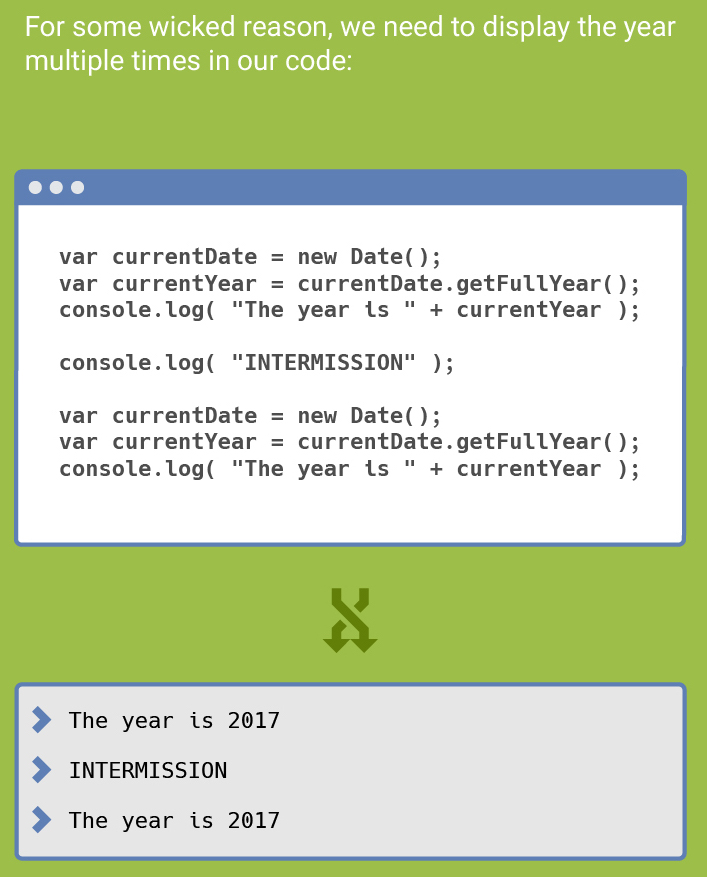 For some wicked reason, we need to display the year
multiple times in our code:
var currentDate = new Date();
var currentYear = currentDate.getFullYear();
console.log( "The year is " + currentYear );
console.log( "INTERMISSION" );
var currentDate = new Date();
var currentYear = currentDate.getFullYear();
console.log( "The year is " + currentYear );
The year is 2017
INTERMISSION
The year is 2017